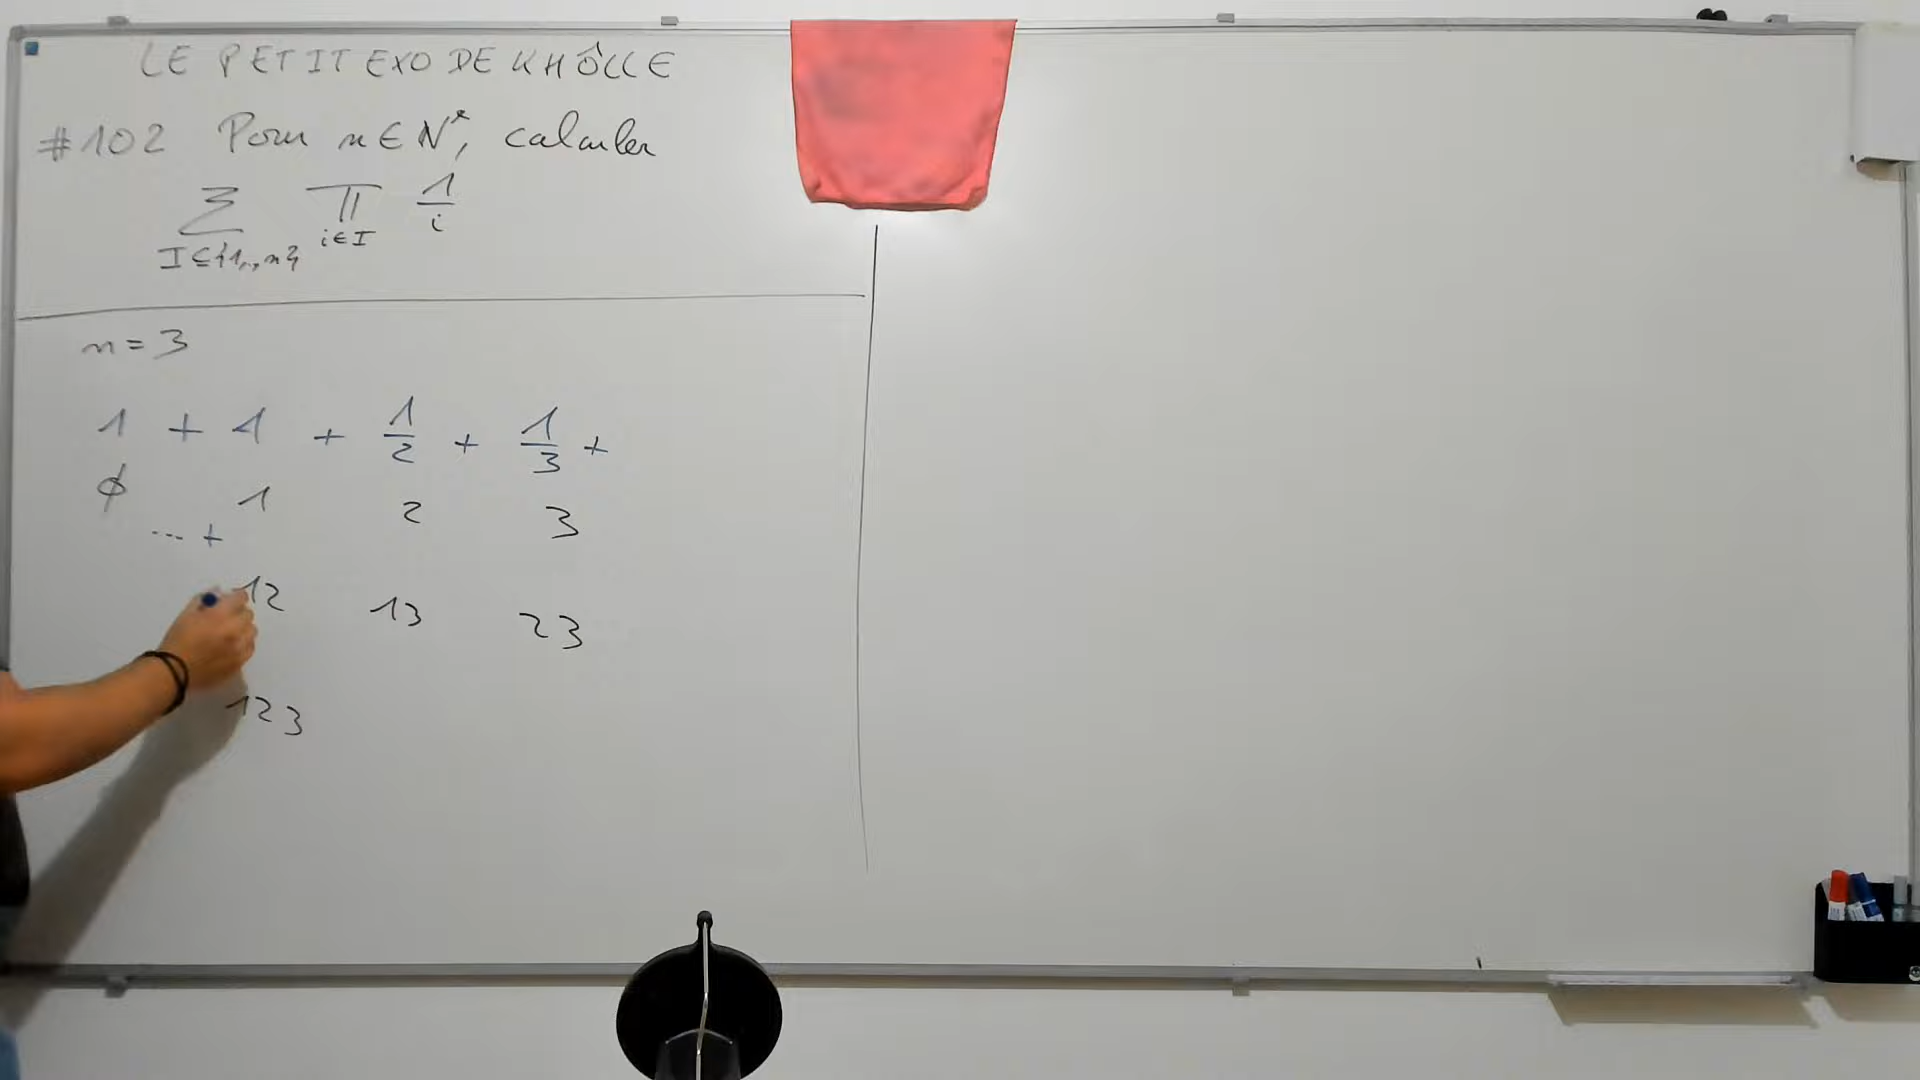 LE PETIT EXO DE KHÔLLE
#102 Pour n ∈ N*, calculer
∑ ∏ 1/i
I⊆{1,..,n} i∈I
n = 3
1 + 1 + 1/2 + 1/3 +
∅ 1 2 3
... +
12 13 23
123